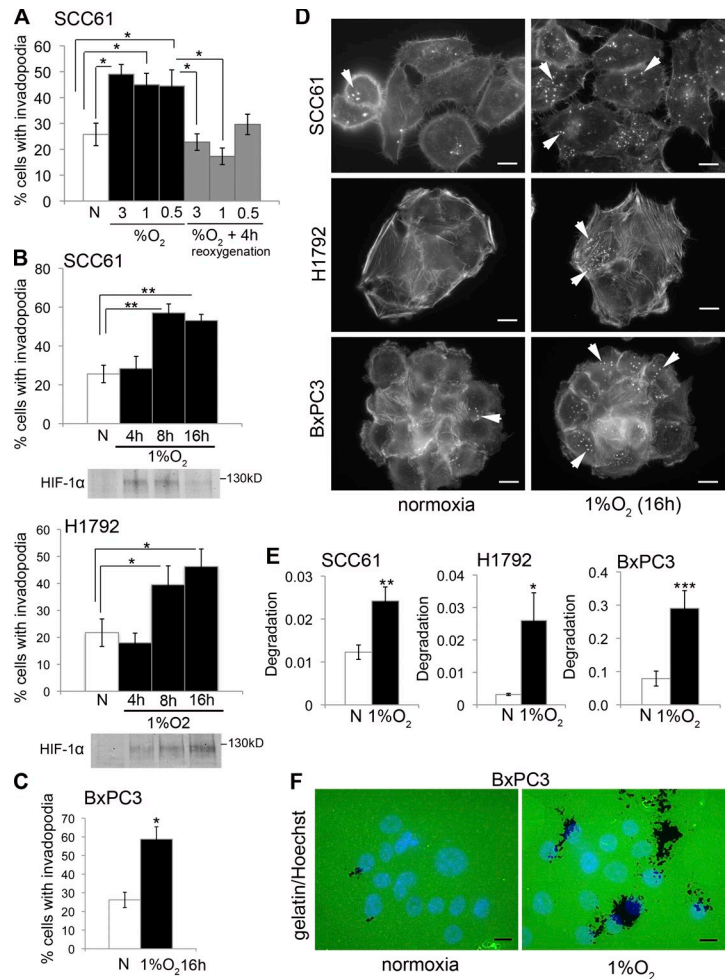 A
SCC61
% cells with invadopodia
60
50
40
30
20
10
0
* * * * *
N 3 1 0.5 3 1 0.5
%O₂
%O₂ + 4h
reoxygenation
B
SCC61
% cells with invadopodia
80
60
40
20
0
**
**
N 4h 8h 16h
1%O₂
HIF-1α
–130kD
H1792
% cells with invadopodia
60
50
40
30
20
10
0
*
*
N 4h 8h 16h
1%O2
HIF-1α
–130kD
C
BxPC3
% cells with invadopodia
70
60
50
40
30
20
10
0
*
N 1%O₂16h
D
SCC61
H1792
BxPC3
normoxia
1%O₂ (16h)
E
SCC61
Degradation
0.03
0.02
0.01
0
**
N 1%O₂
H1792
Degradation
0.04
0.03
0.02
0.01
0
*
N 1%O₂
BxPC3
Degradation
0.4
0.3
0.2
0.1
0.0
***
N 1%O₂
F
BxPC3
gelatin/Hoechst
normoxia
1%O₂